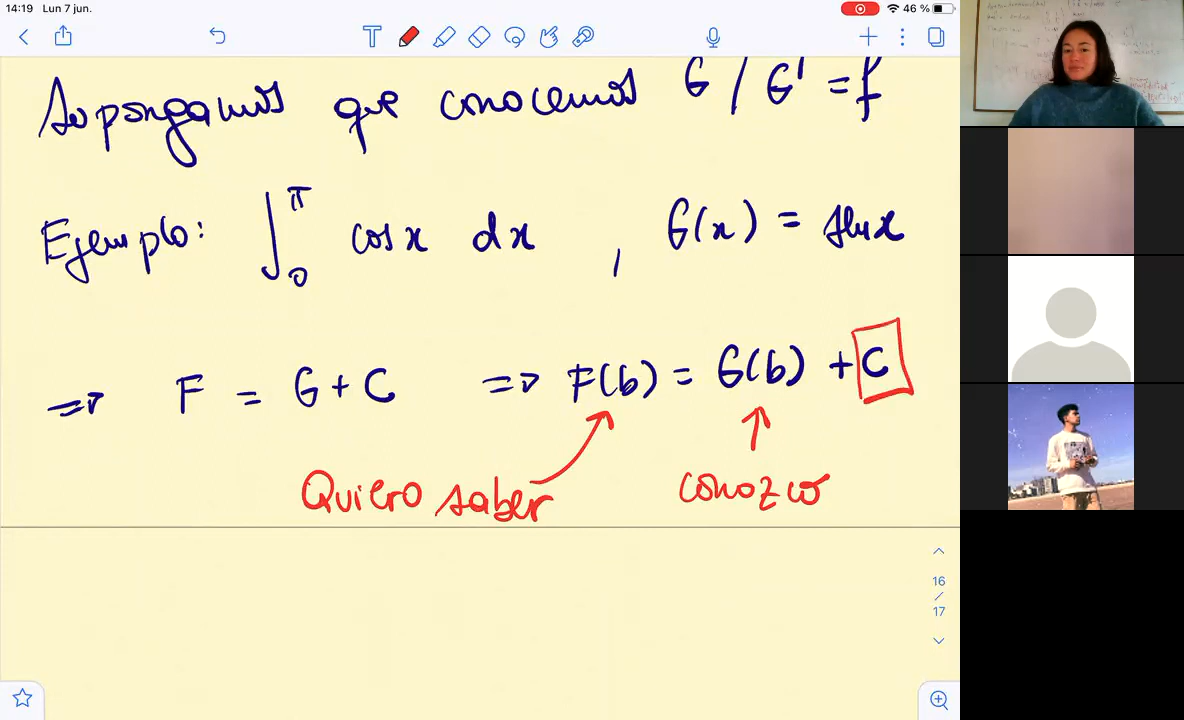 14:19 Lun 7 jun.
46 %
Supongamos que conocemos G / G' = f
Ejemplo: ∫₀^π cos x dx , G(x) = sen x
=> F = G + C => F(b) = G(b) + C
Quiero saber conozco
16
/
17